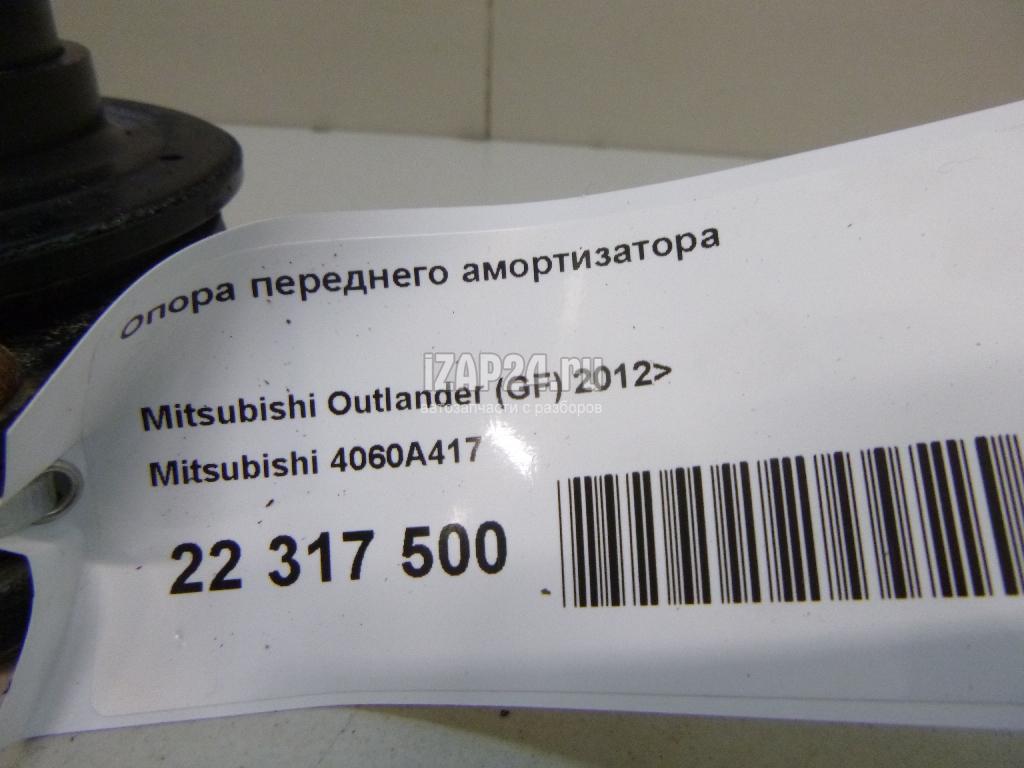 Опора переднего амортизатора
iZAP24.ru
Mitsubishi Outlander (GF) 2012>
автозапчасти с разборов
Mitsubishi 4060A417
22 317 500